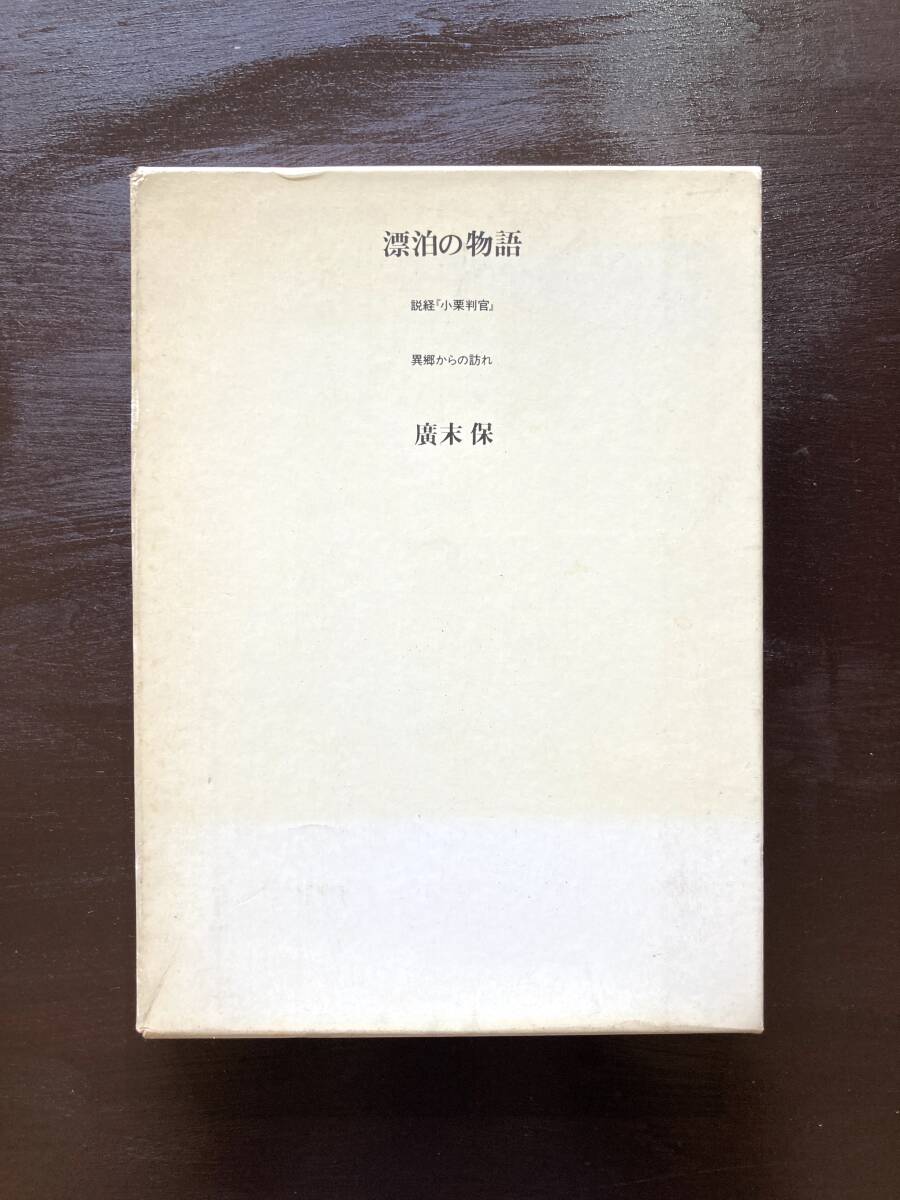 漂泊の物語
説経『小栗判官』
異郷からの訪れ
廣末 保